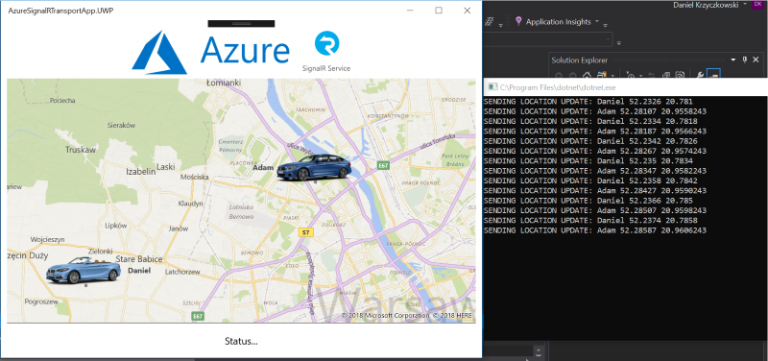 AzureSignalRTransportApp.UWP
Azure
SignalR Service
Łomianki
Pociecha
Sieraków
Truskaw
Laski
Izabelin
Mościska
Klaudyn
Lipków
Janów
Wojcieszyn
Zielonki
Stare Babice
Latchorzew
Pogroszew
PLACÓWKA
CHOMICZÓWKA
TARCHOMIN
HENRYKÓW
Adam
Daniel
E67
S7
E67
Warsaw
© 2018 Microsoft Corporation © 2018 HERE
Status...
Daniel Krzyczkowski
DK
Application Insights
Solution Explorer
C:\Program Files\dotnet\dotnet.exe
SENDING LOCATION UPDATE: Daniel 52.2326 20.781
SENDING LOCATION UPDATE: Adam 52.28107 20.9558243
SENDING LOCATION UPDATE: Daniel 52.2334 20.7818
SENDING LOCATION UPDATE: Adam 52.28187 20.9566243
SENDING LOCATION UPDATE: Daniel 52.2342 20.7826
SENDING LOCATION UPDATE: Adam 52.28267 20.9574243
SENDING LOCATION UPDATE: Daniel 52.235 20.7834
SENDING LOCATION UPDATE: Adam 52.28347 20.9582243
SENDING LOCATION UPDATE: Daniel 52.2358 20.7842
SENDING LOCATION UPDATE: Adam 52.28427 20.9590243
SENDING LOCATION UPDATE: Daniel 52.2366 20.785
SENDING LOCATION UPDATE: Adam 52.28507 20.9598243
SENDING LOCATION UPDATE: Daniel 52.2374 20.7858
SENDING LOCATION UPDATE: Adam 52.28587 20.9606243